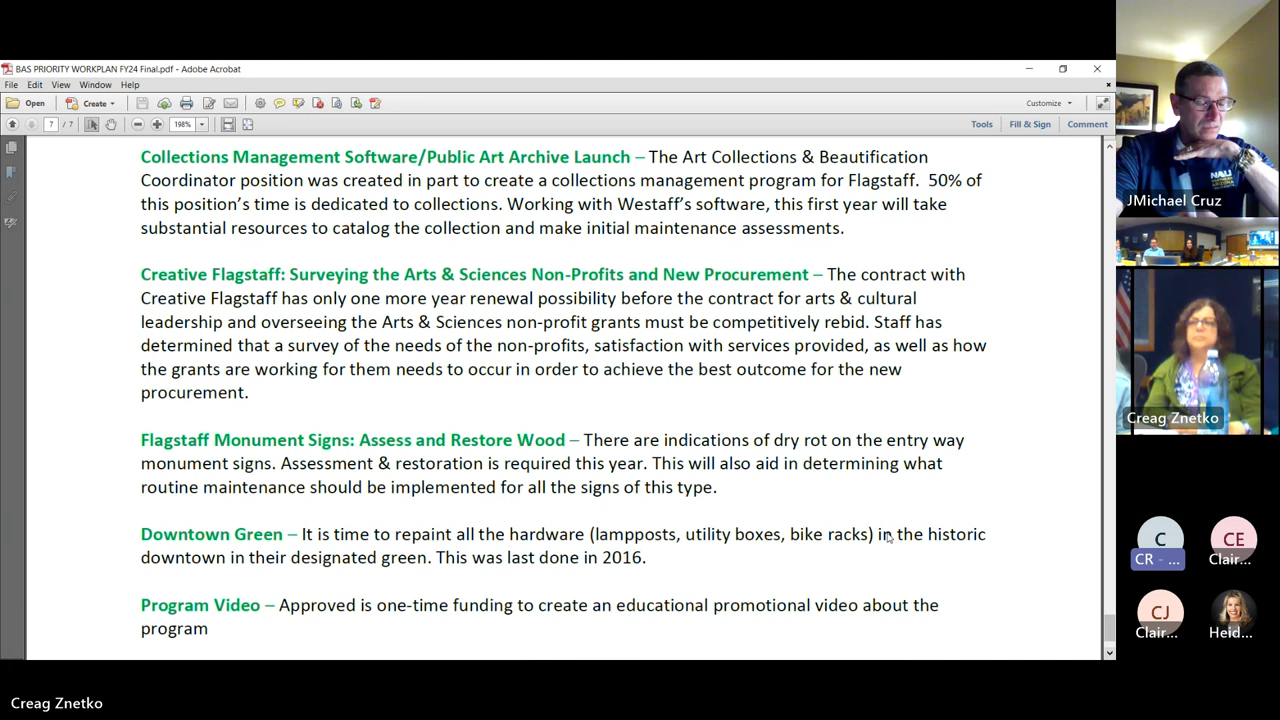 BAS PRIORITY WORKPLAN FY24 Final.pdf - Adobe Acrobat
File Edit View Window Help
Open Create Customize
7 / 7 198% Tools Fill & Sign Comment
Collections Management Software/Public Art Archive Launch – The Art Collections & Beautification
Coordinator position was created in part to create a collections management program for Flagstaff.  50% of
this position's time is dedicated to collections. Working with Westaff's software, this first year will take
substantial resources to catalog the collection and make initial maintenance assessments.
Creative Flagstaff: Surveying the Arts & Sciences Non-Profits and New Procurement – The contract with
Creative Flagstaff has only one more year renewal possibility before the contract for arts & cultural
leadership and overseeing the Arts & Sciences non-profit grants must be competitively rebid. Staff has
determined that a survey of the needs of the non-profits, satisfaction with services provided, as well as how
the grants are working for them needs to occur in order to achieve the best outcome for the new
procurement.
Flagstaff Monument Signs: Assess and Restore Wood – There are indications of dry rot on the entry way
monument signs. Assessment & restoration is required this year. This will also aid in determining what
routine maintenance should be implemented for all the signs of this type.
Downtown Green – It is time to repaint all the hardware (lampposts, utility boxes, bike racks) in the historic
downtown in their designated green. This was last done in 2016.
Program Video – Approved is one-time funding to create an educational promotional video about the
program
NAU
JMichael Cruz
Creag Znetko
C CE
CR - ... Clair...
CJ
Clair... Heid...
Creag Znetko